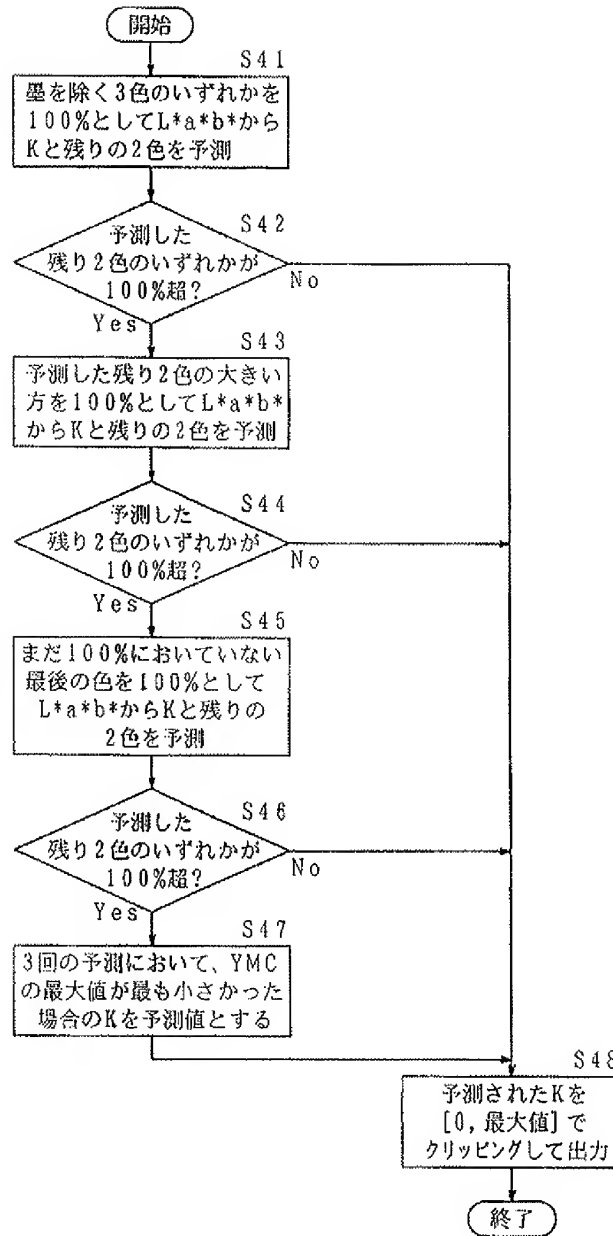 開始
S41
墨を除く3色のいずれかを
100%としてL*a*b*から
Kと残りの2色を予測
S42
予測した
残り2色のいずれかが
100%超?
No
Yes
S43
予測した残り2色の大きい
方を100%としてL*a*b*
からKと残りの2色を予測
S44
予測した
残り2色のいずれかが
100%超?
No
Yes
S45
まだ100%においていない
最後の色を100%として
L*a*b*からKと残りの
2色を予測
S46
予測した
残り2色のいずれかが
100%超?
No
Yes
S47
3回の予測において、YMC
の最大値が最も小さかった
場合のKを予測値とする
S48
予測されたKを
[0,最大値]で
クリッピングして出力
終了